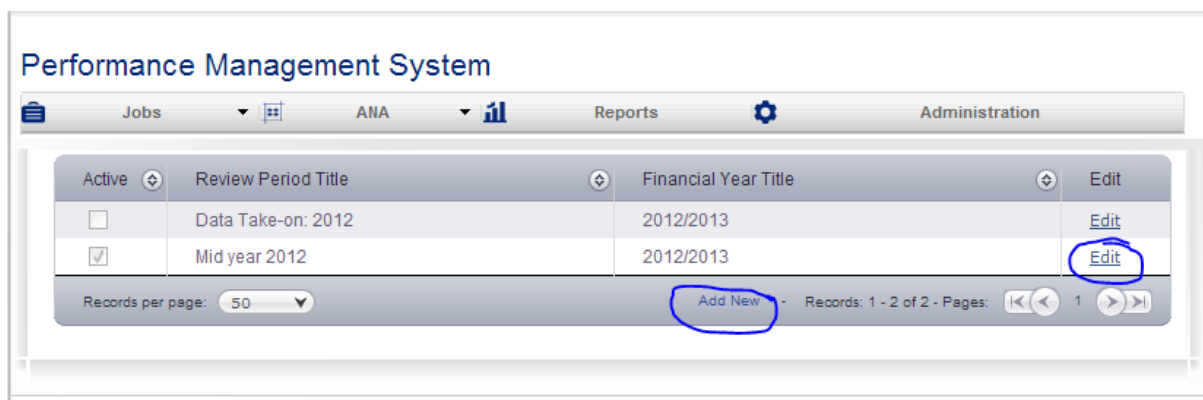 Performance Management System
Jobs ANA Reports Administration
Active Review Period Title Financial Year Title Edit
Data Take-on: 2012 2012/2013 Edit
Mid year 2012 2012/2013 Edit
Records per page: 50 Add New - Records: 1 - 2 of 2 - Pages: 1